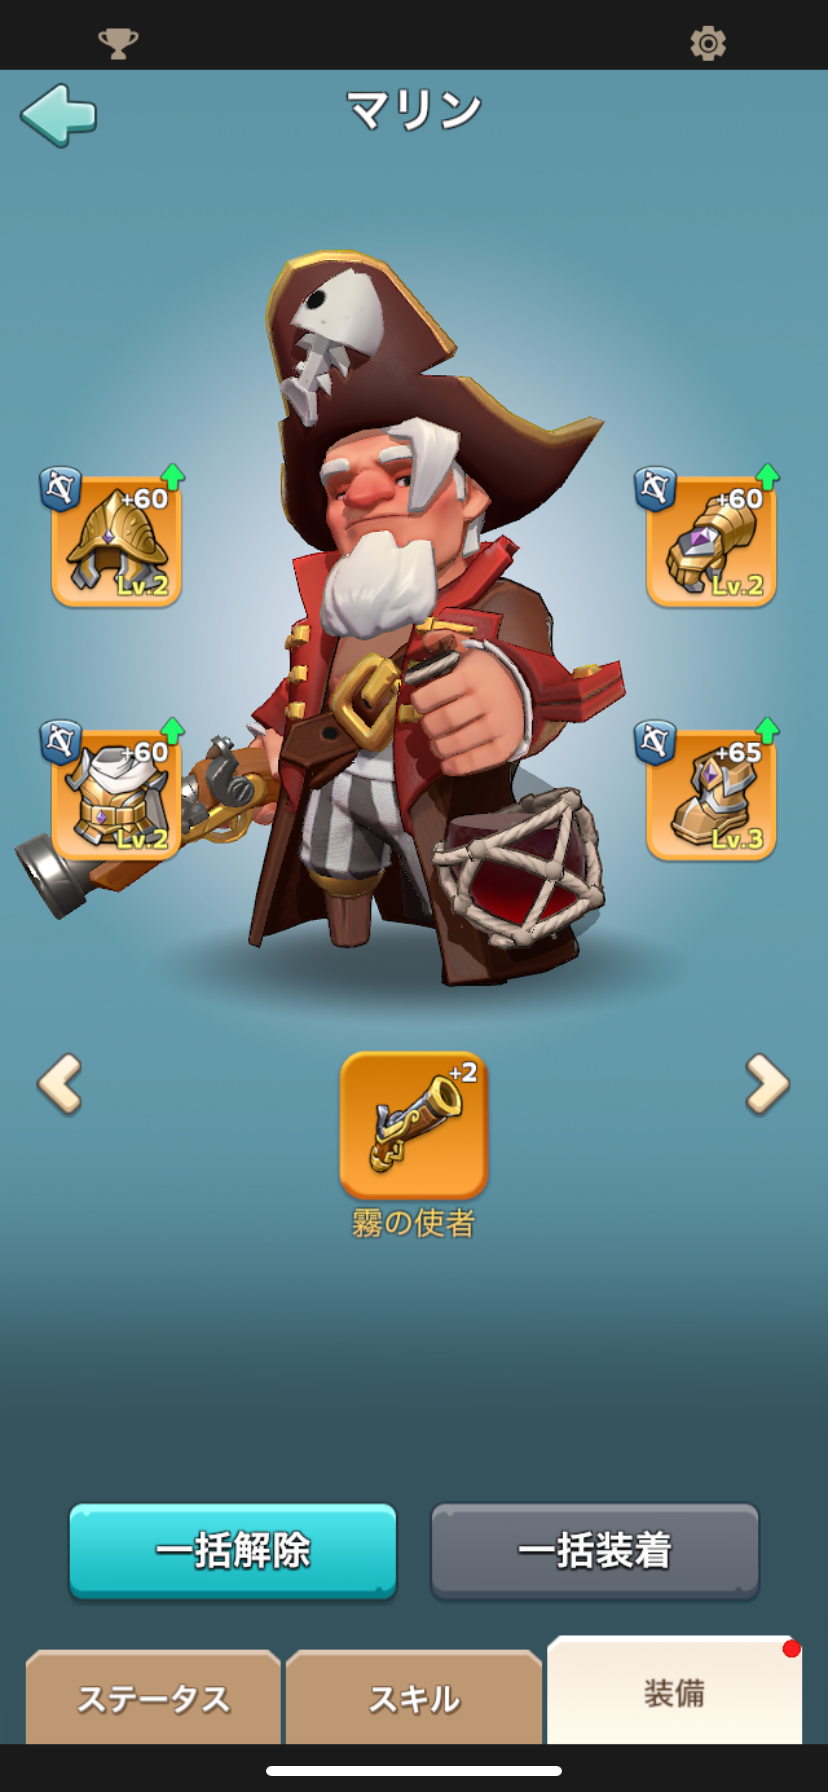 マリン
+60
Lv.2
+60
Lv.2
+60
Lv.2
+65
Lv.3
+2
霧の使者
一括解除
一括装着
ステータス
スキル
装備